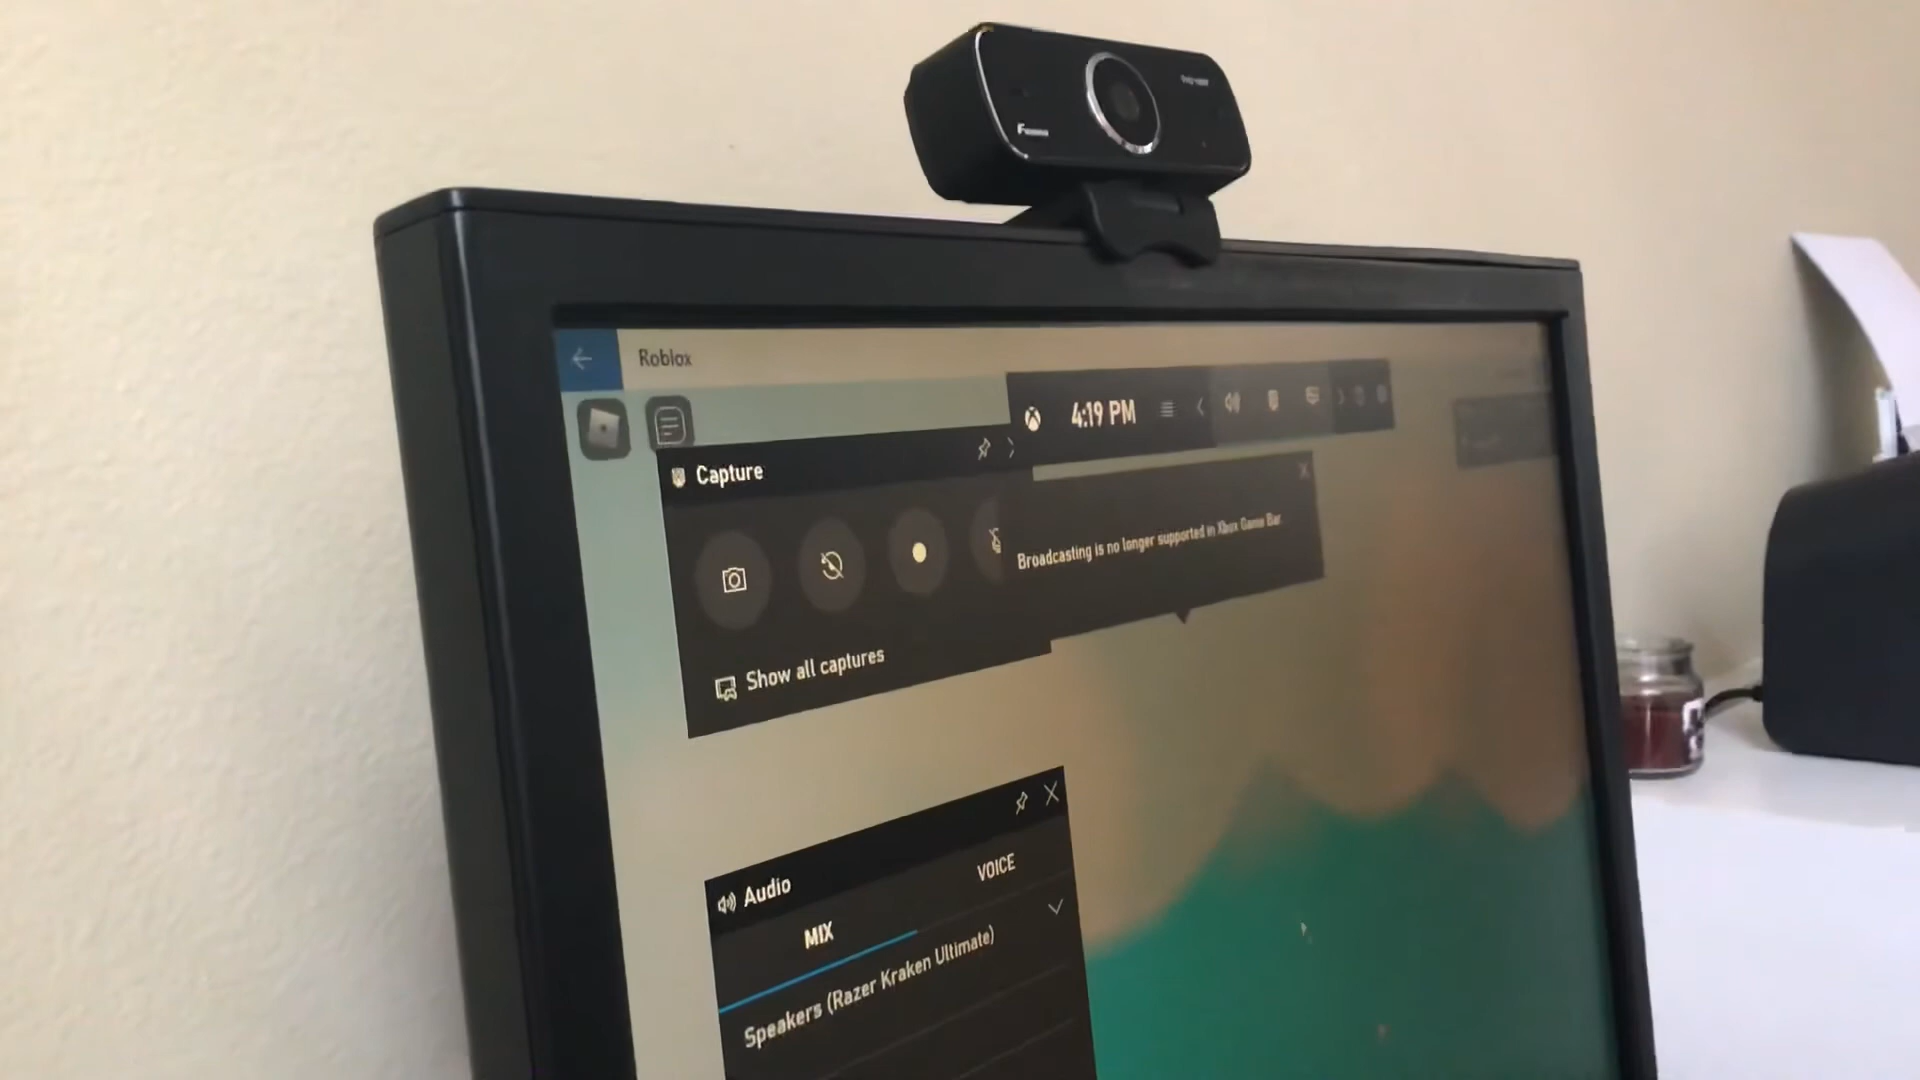 Roblox
4:19 PM
Capture
Broadcasting is no longer supported in Xbox Game Bar
Show all captures
Audio
MIX
VOICE
Speakers (Razer Kraken Ultimate)